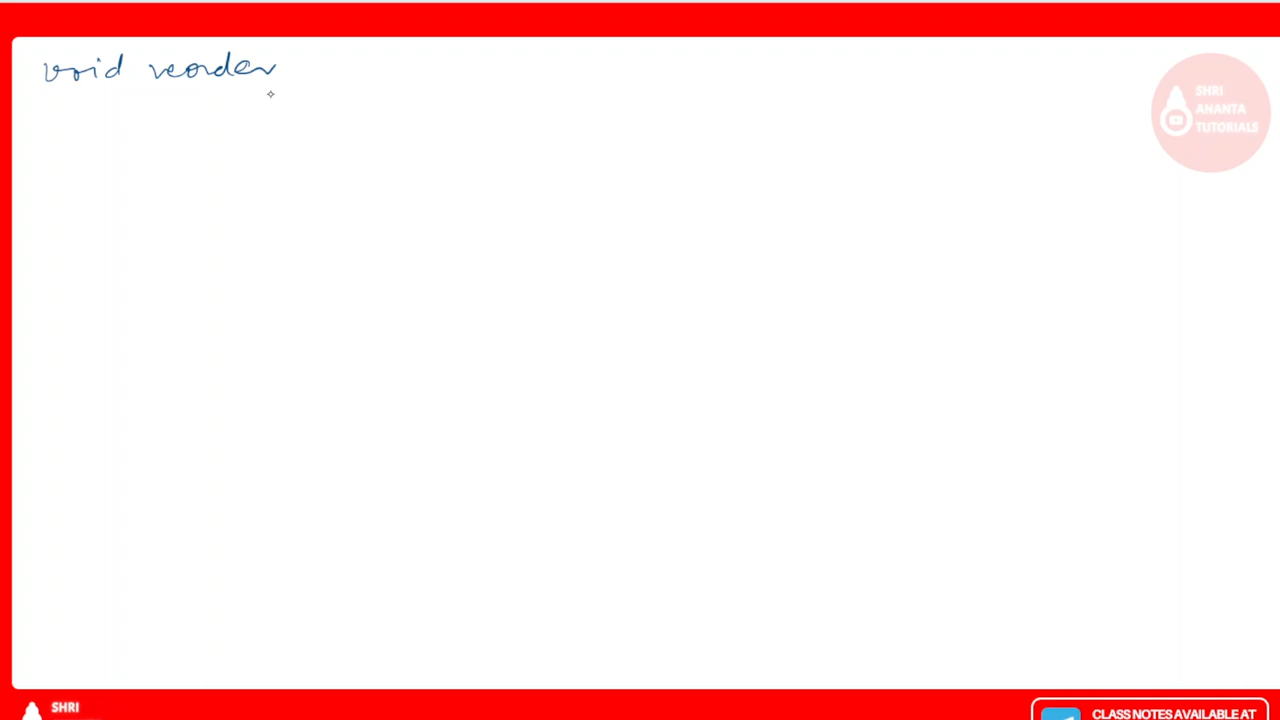 void reorder
SHRI
ANANTA
TUTORIALS
SHRI
CLASS NOTES AVAILABLE AT